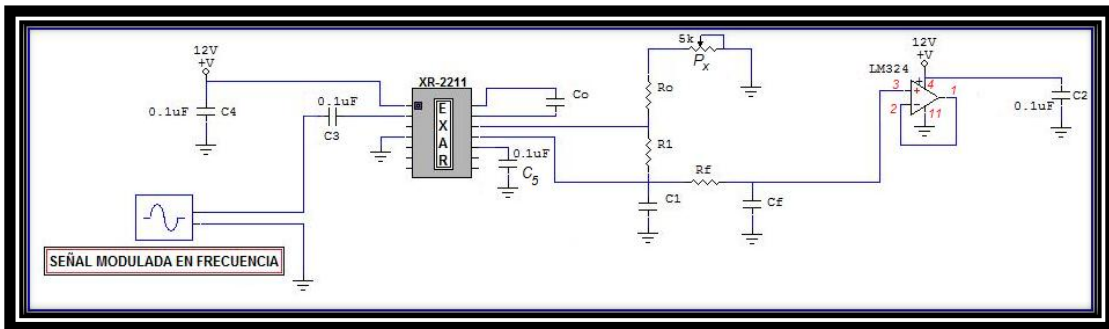 5k
Px
12V
+V
12V
+V
LM324
XR-2211
Ro
Co
3
+
4
+
1
0.1uF
C4
0.1uF
C3
E
X
A
R
2
-
11
0.1uF
C2
R1
0.1uF
C5
Rf
C1
Cf
SEÑAL MODULADA EN FRECUENCIA